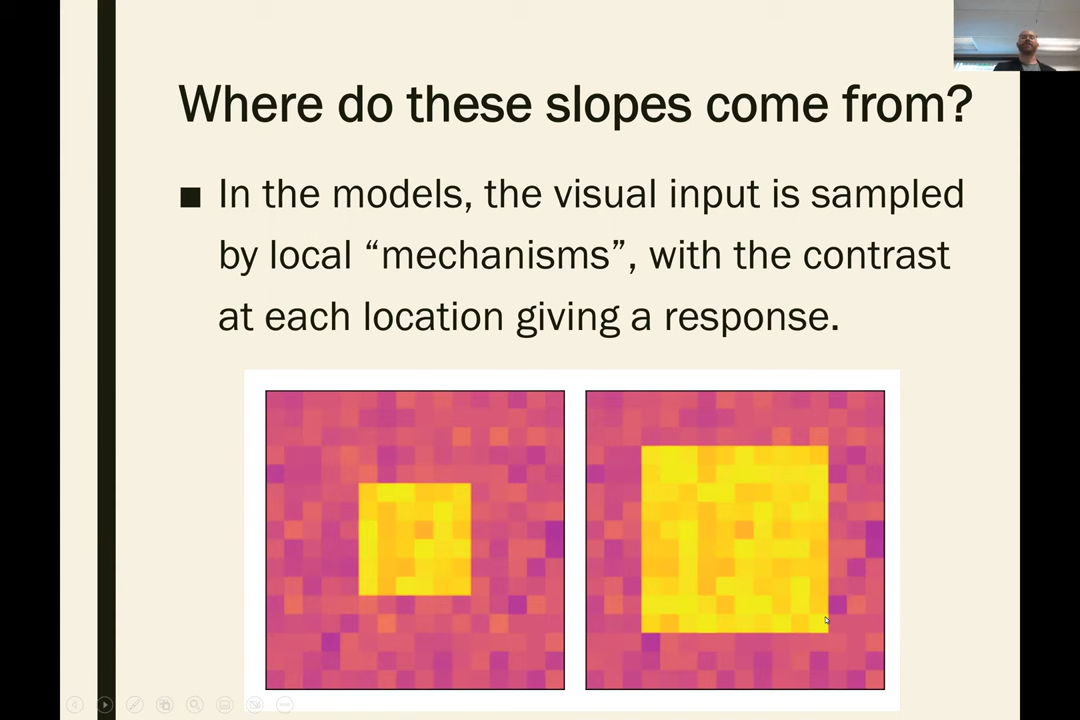 Where do these slopes come from?
■ In the models, the visual input is sampled
by local “mechanisms”, with the contrast
at each location giving a response.